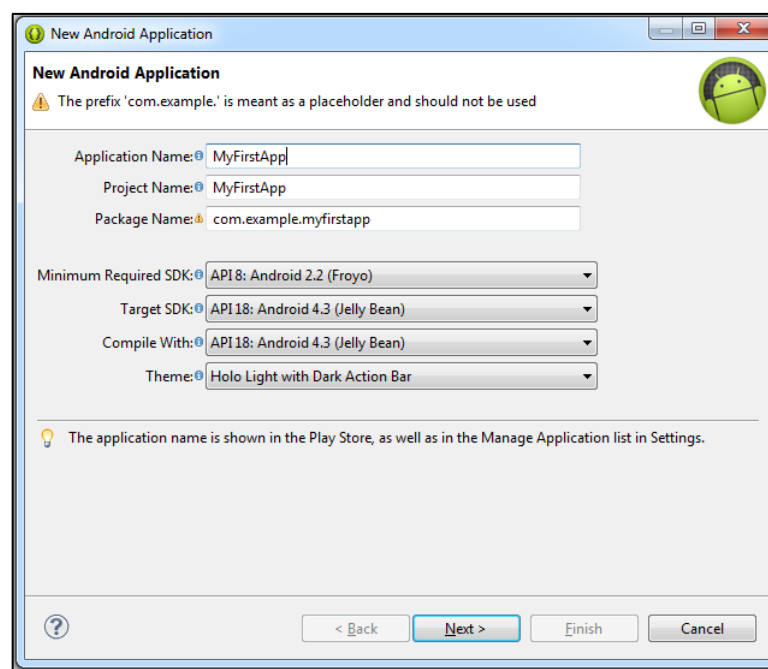 New Android Application
New Android Application
The prefix 'com.example.' is meant as a placeholder and should not be used
Application Name: MyFirstApp
Project Name: MyFirstApp
Package Name: com.example.myfirstapp
Minimum Required SDK: API 8: Android 2.2 (Froyo)
Target SDK: API 18: Android 4.3 (Jelly Bean)
Compile With: API 18: Android 4.3 (Jelly Bean)
Theme: Holo Light with Dark Action Bar
The application name is shown in the Play Store, as well as in the Manage Application list in Settings.
? < Back Next > Finish Cancel